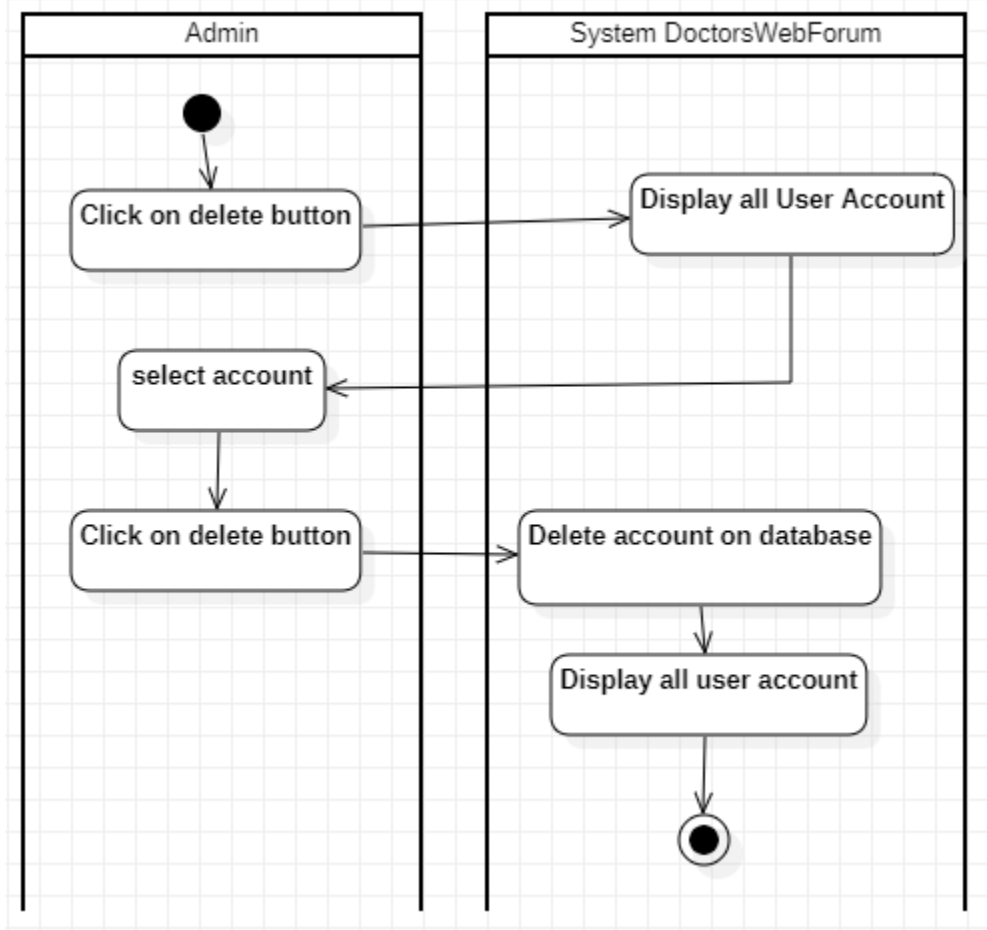 Admin
System DoctorsWebForum
Click on delete button
Display all User Account
select account
Click on delete button
Delete account on database
Display all user account